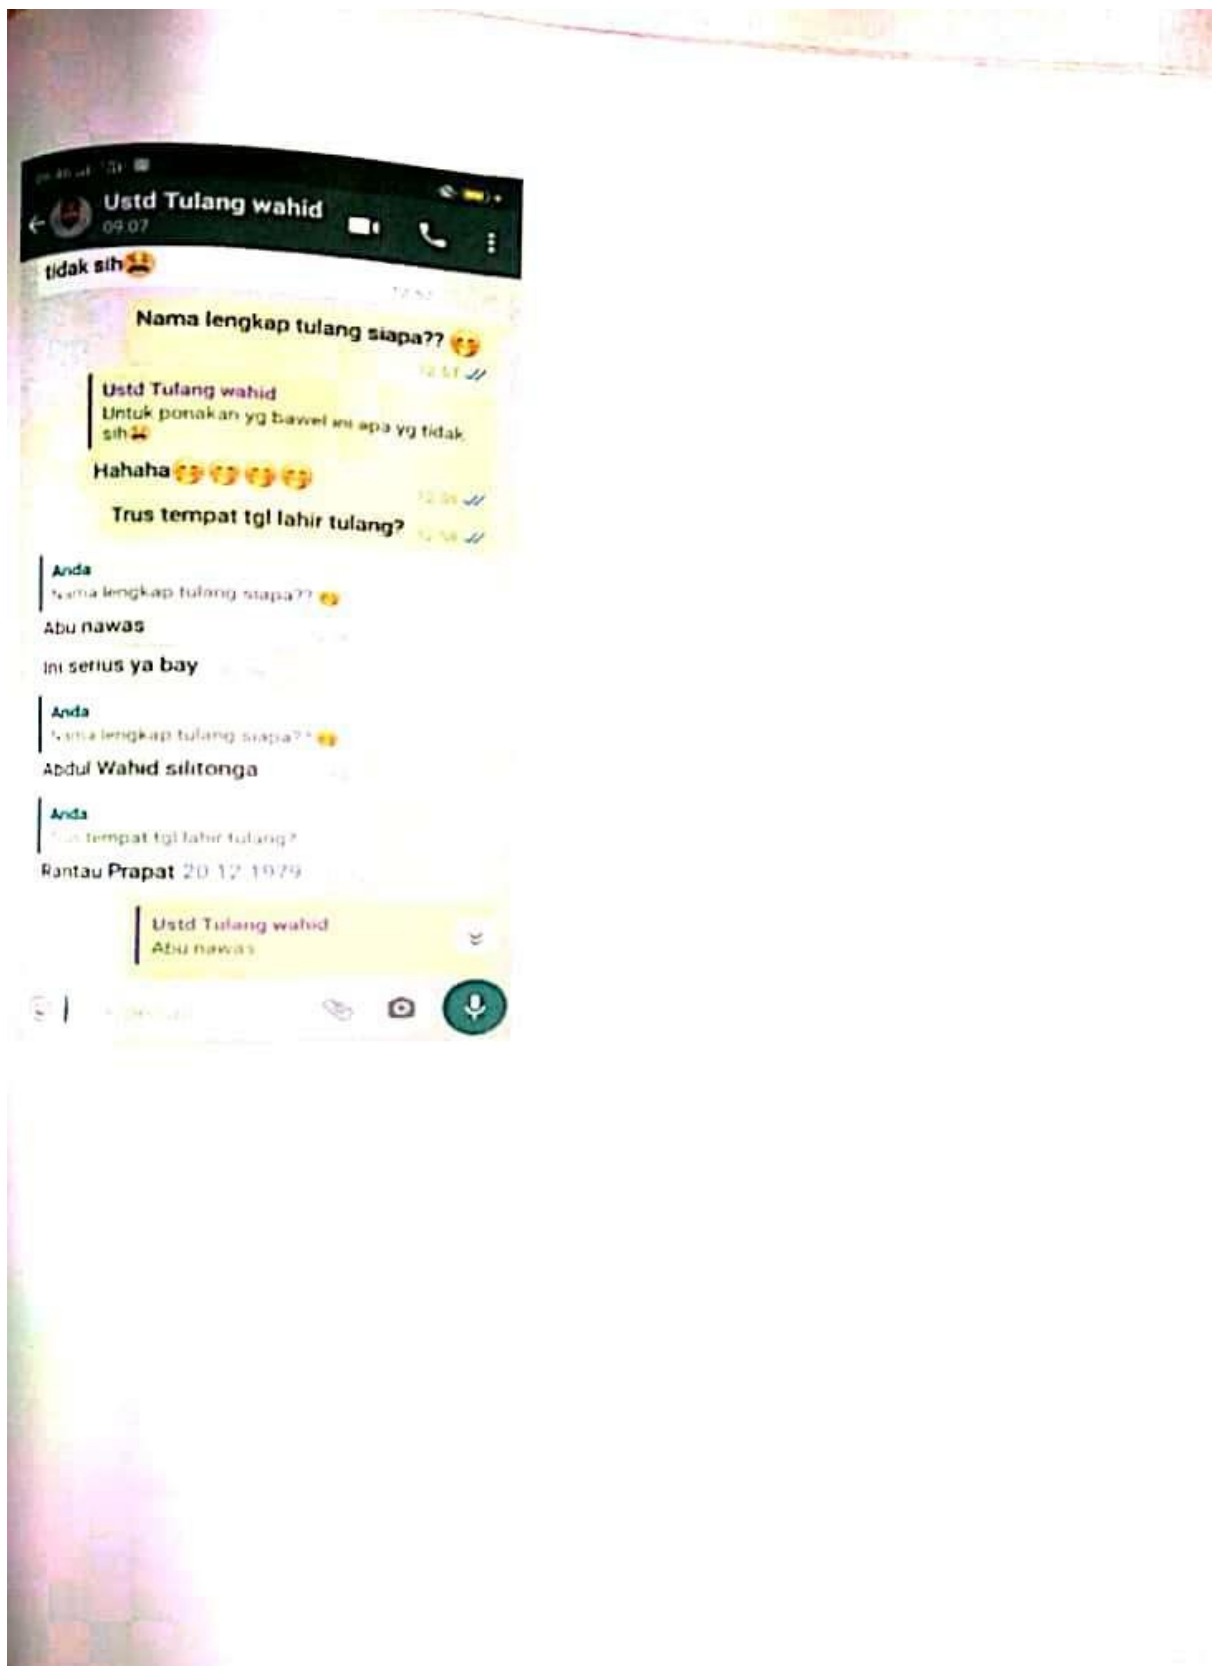 Ustd Tulang wahid
09.07
tidak sih
Nama lengkap tulang siapa??
Ustd Tulang wahid
Untuk ponakan yg bawel ini apa yg tidak
sih
Hahaha
Trus tempat tgl lahir tulang?
12.58
Anda
Nama lengkap tulang siapa??
Abu nawas
Ini serius ya bay
Anda
Nama lengkap tulang siapa??
Abdul Wahid silitonga
Anda
Trus tempat tgl lahir tulang?
Rantau Prapat 20 12 1979
Ustd Tulang wahid
Abu nawas